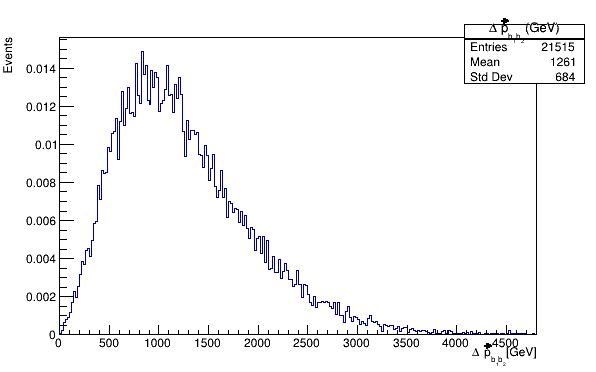 Δ p⃗ b₁b₂ (GeV)
Entries 21515
Mean 1261
Std Dev 684
Events
0.014
0.012
0.01
0.008
0.006
0.004
0.002
0
0 500 1000 1500 2000 2500 3000 3500 4000 4500
Δ p⃗ b₁b₂ [GeV]